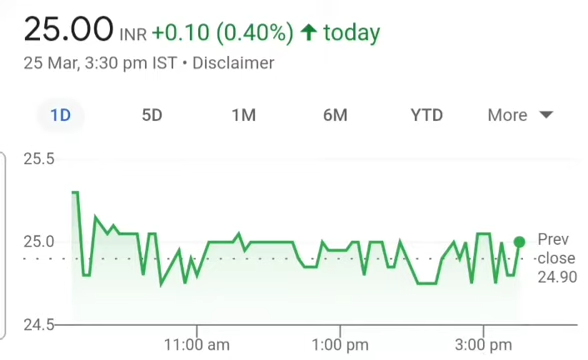 25.00 INR +0.10 (0.40%) ↑ today
25 Mar, 3:30 pm IST • Disclaimer
1D 5D 1M 6M YTD More
25.5
25.0
24.5
Prev
close
24.90
11:00 am 1:00 pm 3:00 pm